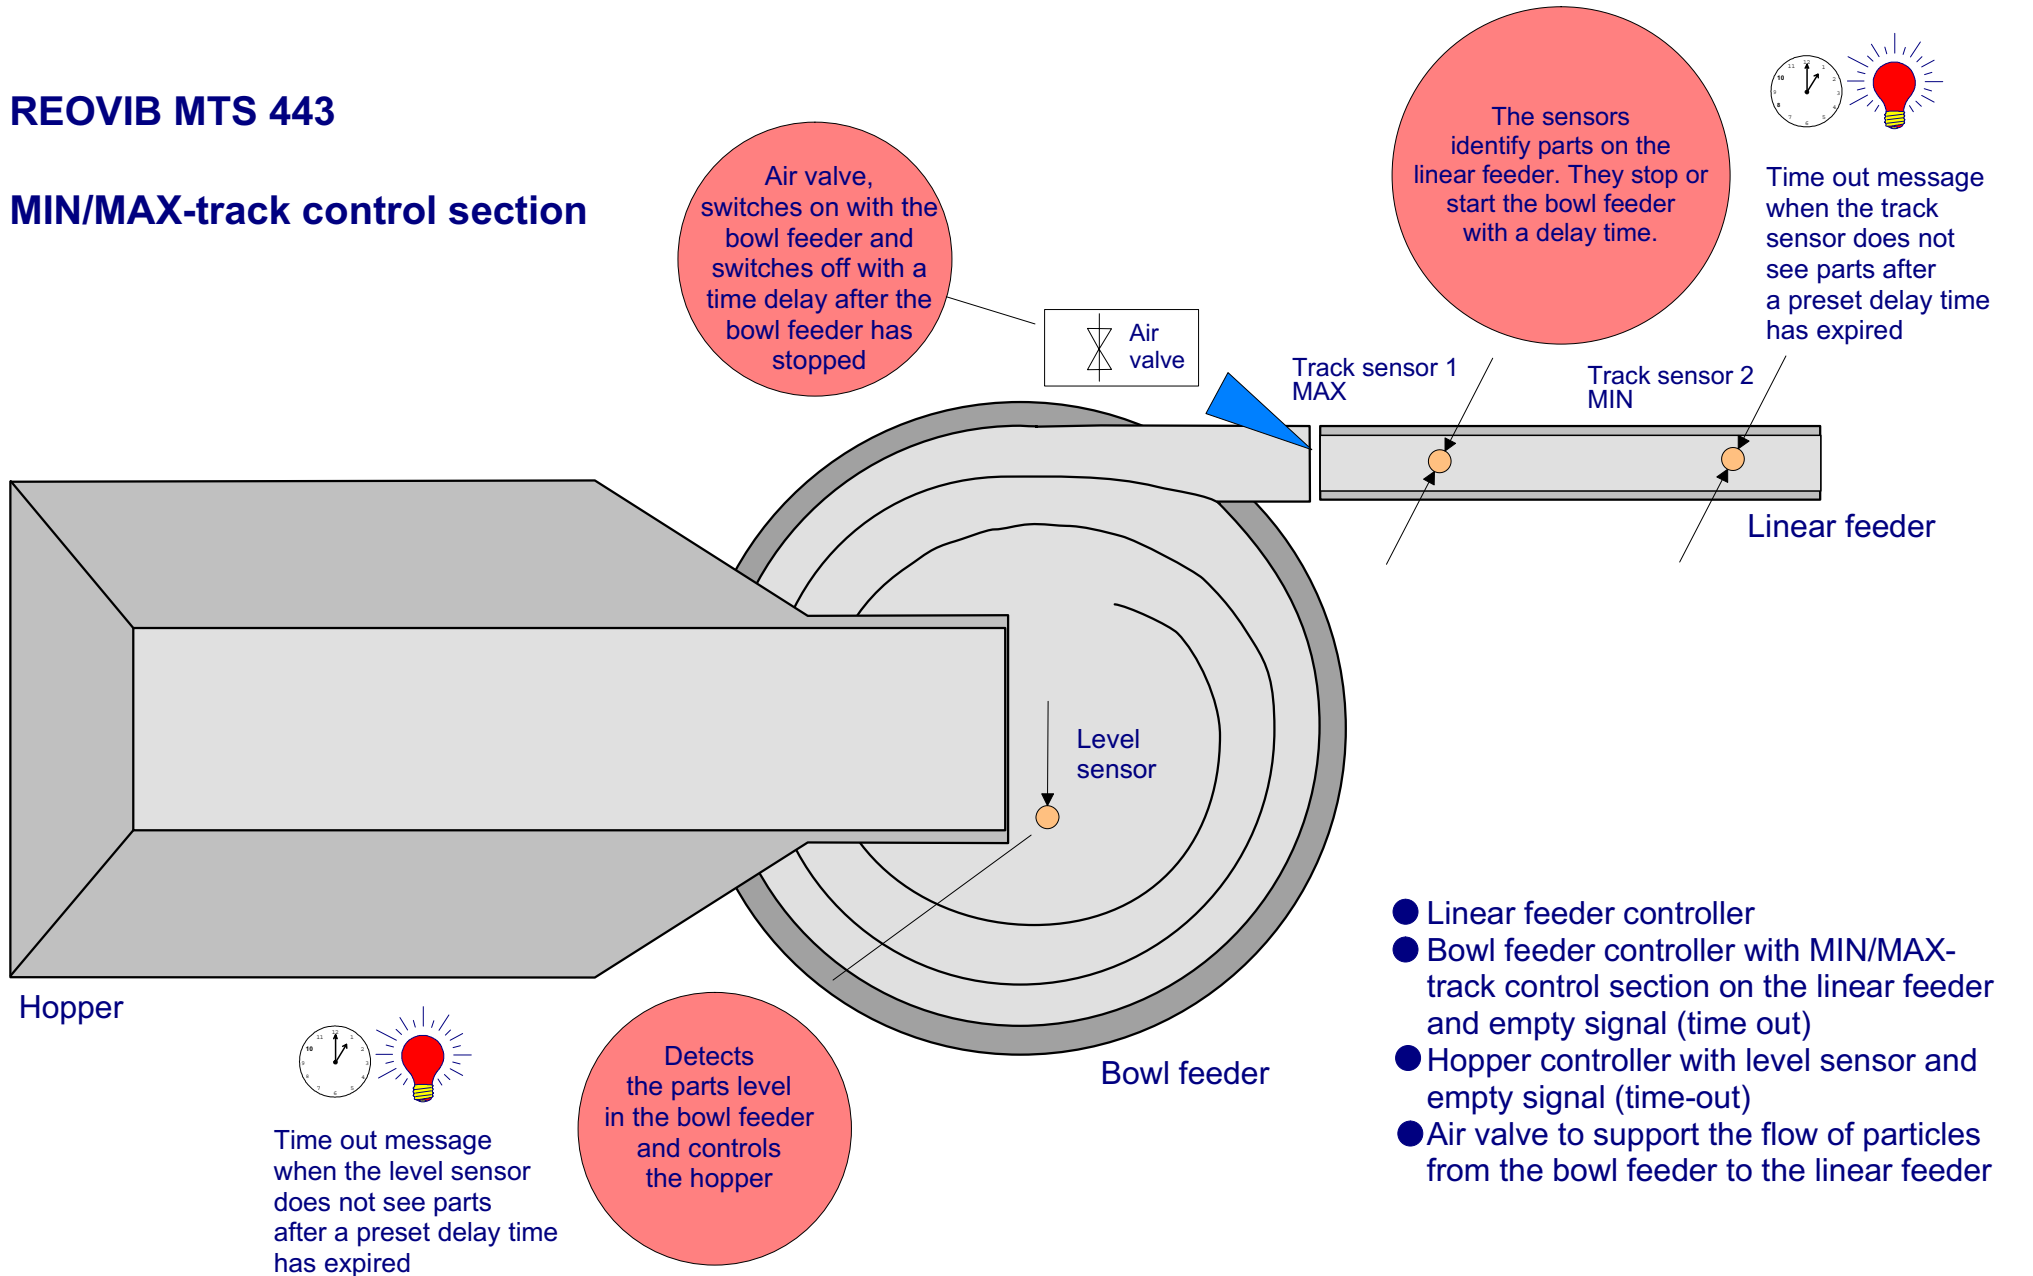 REOVIB MTS 443
MIN/MAX-track control section
Air valve,
switches on with the
bowl feeder and
switches off with a
time delay after the
bowl feeder has
stopped
Air
valve
The sensors
identify parts on the
linear feeder. They stop or
start the bowl feeder
with a delay time.
Time out message
when the track
sensor does not
see parts after
a preset delay time
has expired
Track sensor 1
MAX
Track sensor 2
MIN
Linear feeder
Level
sensor
Hopper
Bowl feeder
Time out message
when the level sensor
does not see parts
after a preset delay time
has expired
Detects
the parts level
in the bowl feeder
and controls
the hopper
Linear feeder controller
Bowl feeder controller with MIN/MAX-
track control section on the linear feeder
and empty signal (time out)
Hopper controller with level sensor and
empty signal (time-out)
Air valve to support the flow of particles
from the bowl feeder to the linear feeder